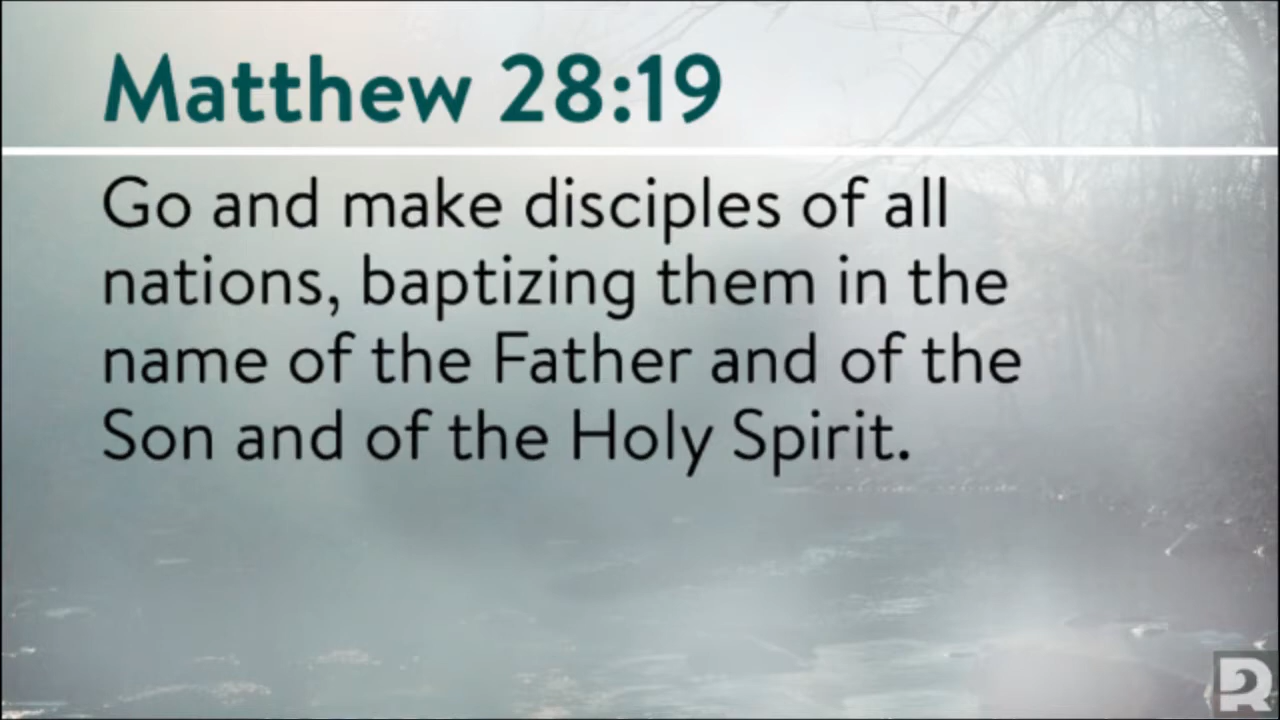 Matthew 28:19
Go and make disciples of all
nations, baptizing them in the
name of the Father and of the
Son and of the Holy Spirit.